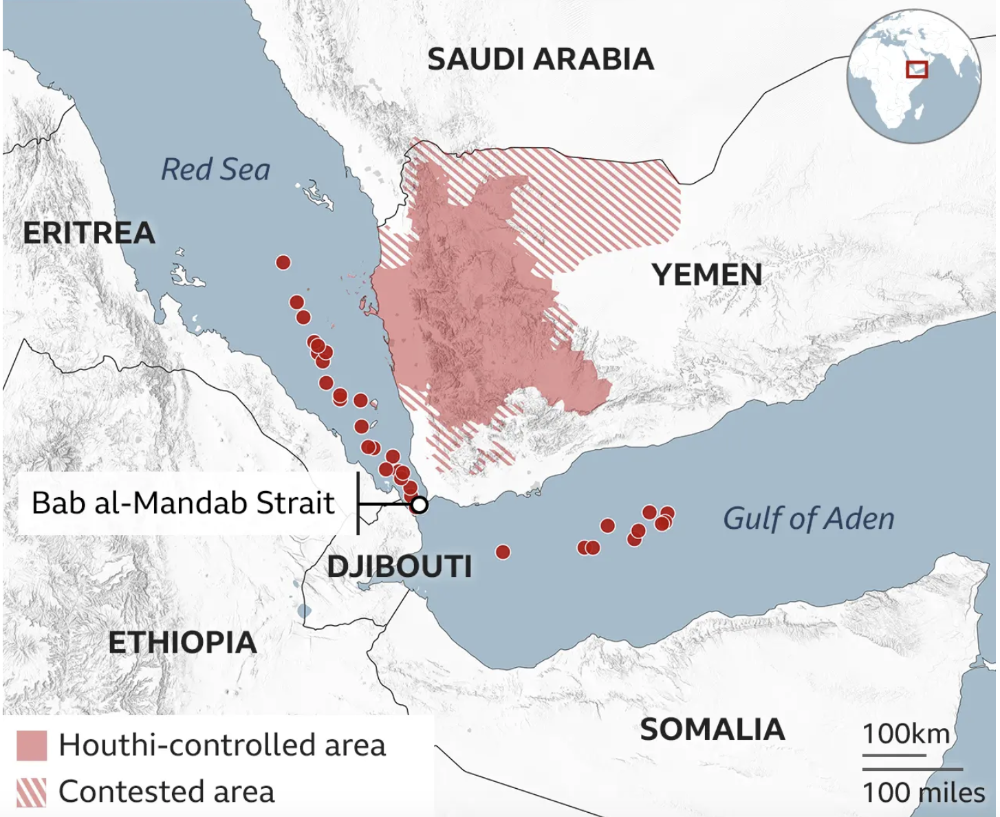 SAUDI ARABIA
Red Sea
ERITREA
YEMEN
Bab al-Mandab Strait
Gulf of Aden
DJIBOUTI
ETHIOPIA
SOMALIA
Houthi-controlled area
Contested area
100km
100 miles